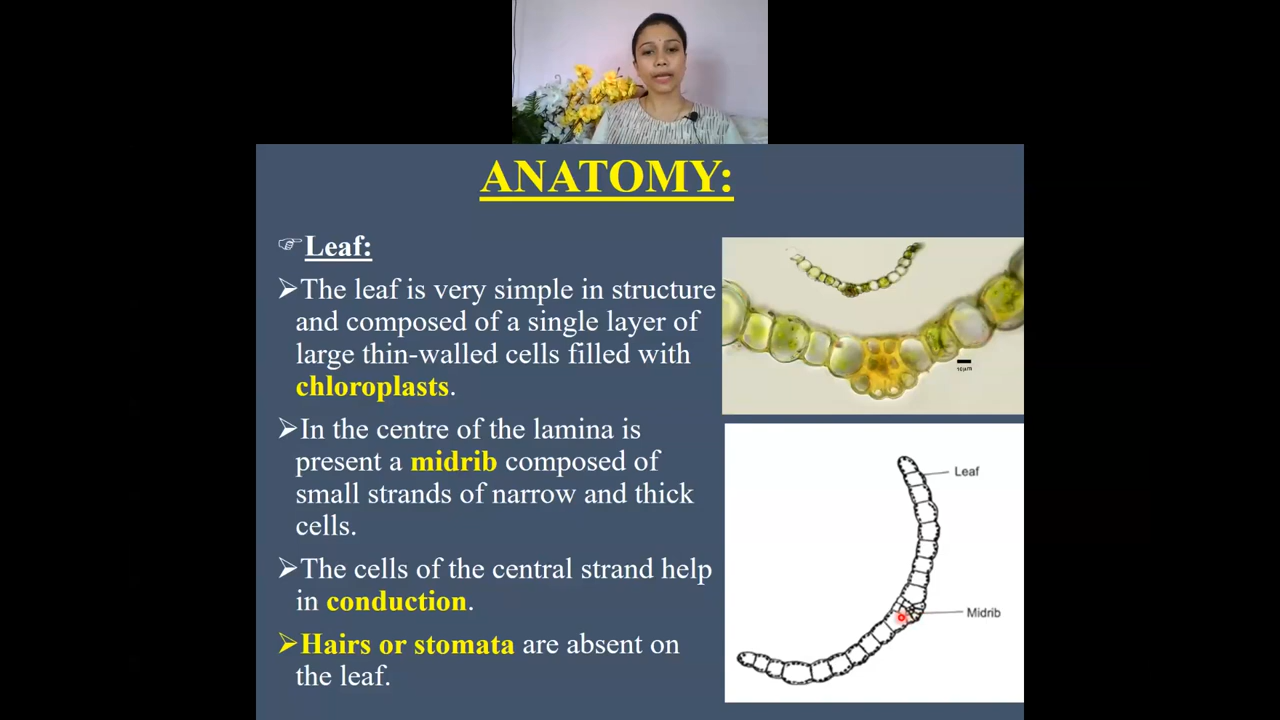 ANATOMY:
☞Leaf:
➢The leaf is very simple in structure
and composed of a single layer of
large thin-walled cells filled with
chloroplasts.
➢In the centre of the lamina is
present a midrib composed of
small strands of narrow and thick
cells.
➢The cells of the central strand help
in conduction.
➢Hairs or stomata are absent on
the leaf.
10µm
Leaf
Midrib